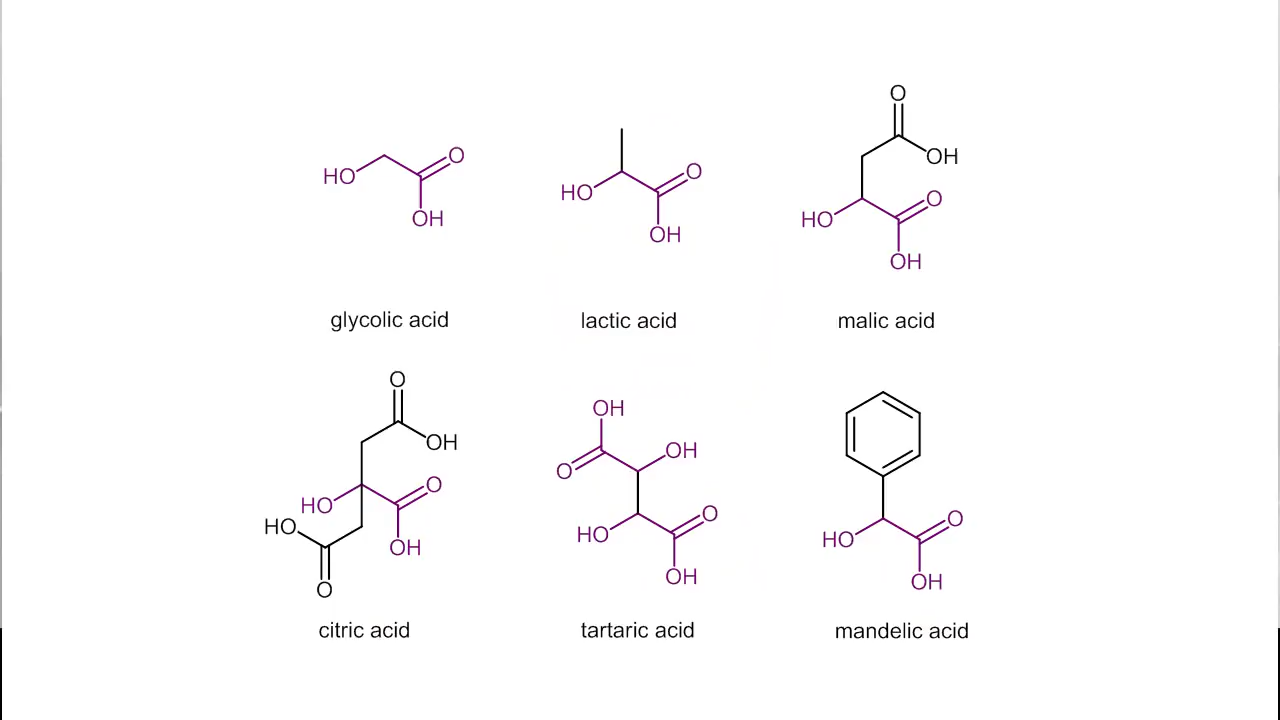 HO
O
OH
HO
O
OH
O
OH
HO
O
OH
glycolic acid
lactic acid
malic acid
O
OH
HO
O
HO
OH
O
OH
O
OH
HO
O
OH
HO
O
OH
citric acid
tartaric acid
mandelic acid